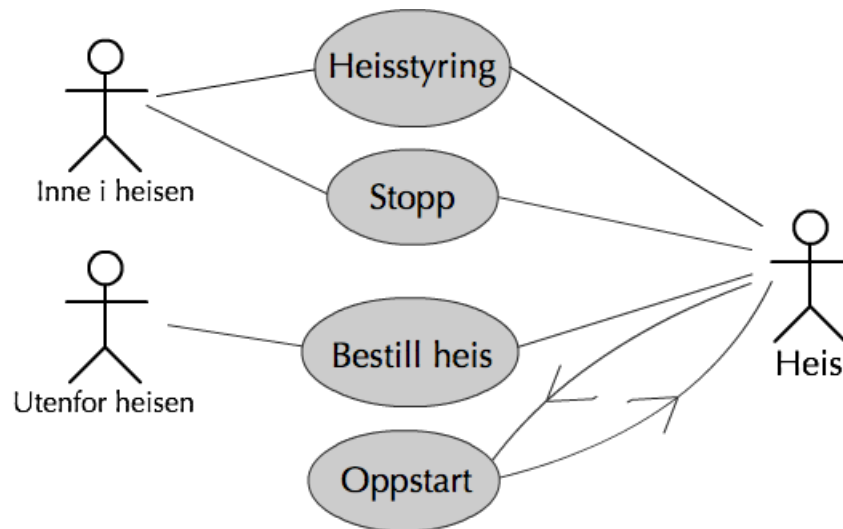 Heisstyring
Inne i heisen
Stopp
Bestill heis
Heis
Utenfor heisen
Oppstart